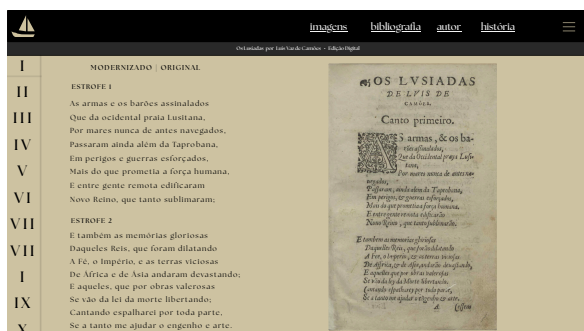 imagens bibliografia autor história
Os Lusíadas por Luís Vaz de Camões • Edição Digital
I
II
III
IV
V
VI
VII
VII
I
IX
X
MODERNIZADO | ORIGINAL
ESTROFE 1
As armas e os barões assinalados
Que da ocidental praia Lusitana,
Por mares nunca de antes navegados,
Passaram ainda além da Taprobana,
Em perigos e guerras esforçados,
Mais do que prometia a força humana,
E entre gente remota edificaram
Novo Reino, que tanto sublimaram;
ESTROFE 2
E também as memórias gloriosas
Daqueles Reis, que foram dilatando
A Fé, o Império, e as terras viciosas
De África e de Ásia andaram devastando;
E aqueles, que por obras valerosas
Se vão da lei da morte libertando;
Cantando espalharei por toda parte,
Se a tanto me ajudar o engenho e arte.
OS LVSIADAS
DE LVIS DE
CAMÕES.
Canto primeiro.
AS armas, & os ba-
rões assinalados,
Que da Occidental praya Lusi-
tana,
Por mares nunca de antes na-
vegados,
Passaram, ainda alem da Taprobana,
Em perigos, & guerras esforçados,
Mais do que prometia a força humana,
E entre gente remota edificarão
Novo Reino, que tanto sublimarão.
E tambem as memorias gloriosas
Daquelles Reis, que foram dilatando
A Fee, o Imperio, & as terras viciosas
De Affrica, & de Asia, andarão devastando,
E aquelles que por obras valerosas
Se vão da ley da Morte libertando,
Cantando espalharey por toda parte,
Se a tanto me ajudar o engenho & arte.
A